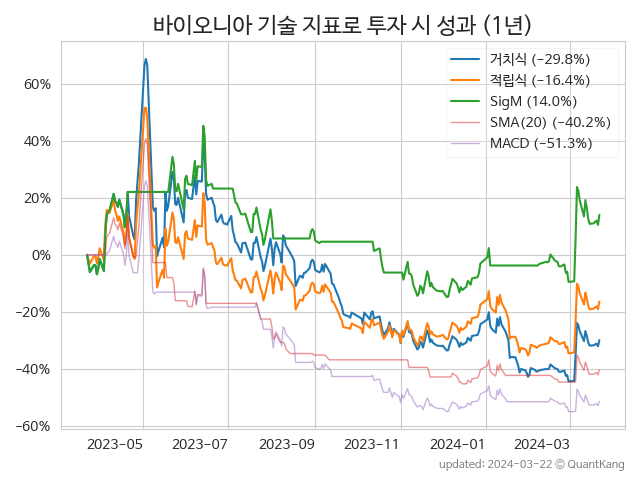 바이오니아 기술 지표로 투자 시 성과 (1년)
거치식 (−29.8%)
적립식 (−16.4%)
SigM (14.0%)
SMA(20) (−40.2%)
MACD (−51.3%)
60%
40%
20%
0%
−20%
−40%
−60%
2023−05
2023−07
2023−09
2023−11
2024−01
2024−03
updated: 2024−03−22 © QuantKang